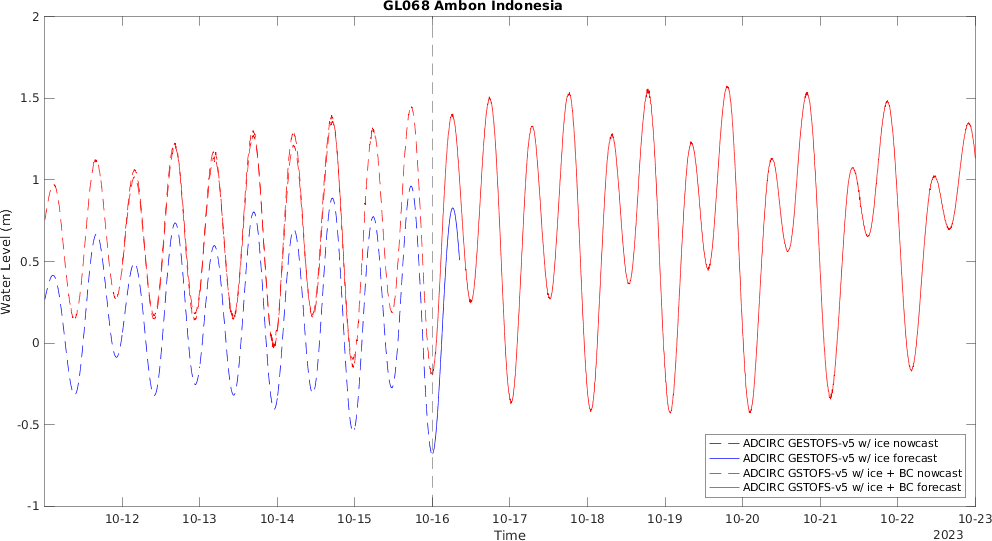 GL068 Ambon Indonesia
2
1.5
1
0.5
0
-0.5
-1
Water Level (m)
10-12 10-13 10-14 10-15 10-16 10-17 10-18 10-19 10-20 10-21 10-22 10-23
Time
2023
ADCIRC GESTOFS-v5 w/ ice nowcast
ADCIRC GESTOFS-v5 w/ ice forecast
ADCIRC GSTOFS-v5 w/ ice + BC nowcast
ADCIRC GSTOFS-v5 w/ ice + BC forecast